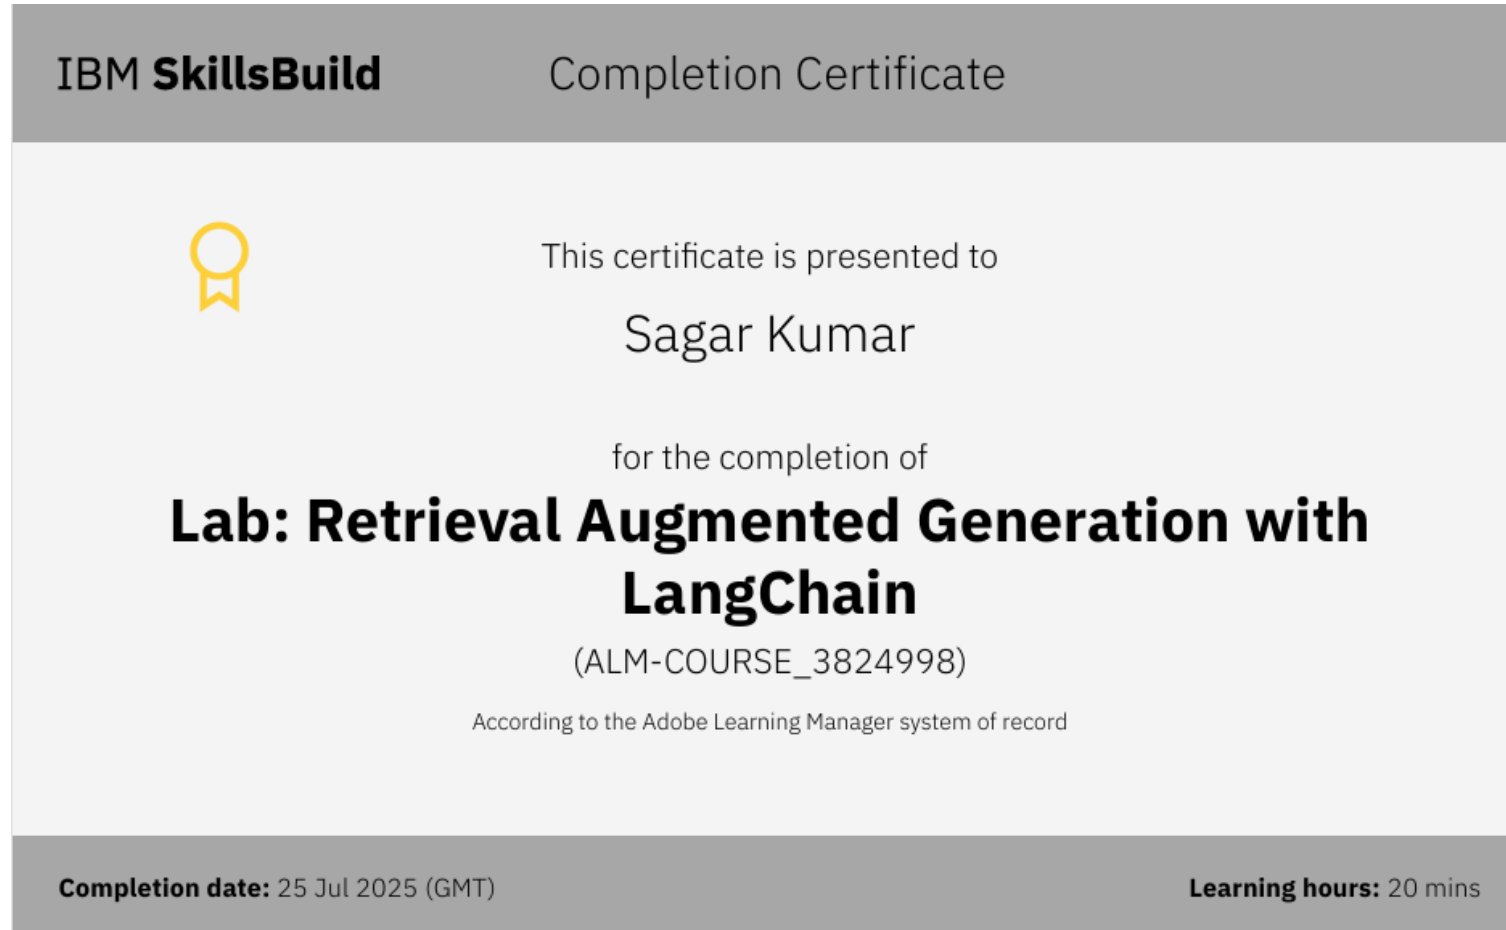 IBM SkillsBuild Completion Certificate
This certificate is presented to
Sagar Kumar
for the completion of
Lab: Retrieval Augmented Generation with
LangChain
(ALM-COURSE_3824998)
According to the Adobe Learning Manager system of record
Completion date: 25 Jul 2025 (GMT) Learning hours: 20 mins